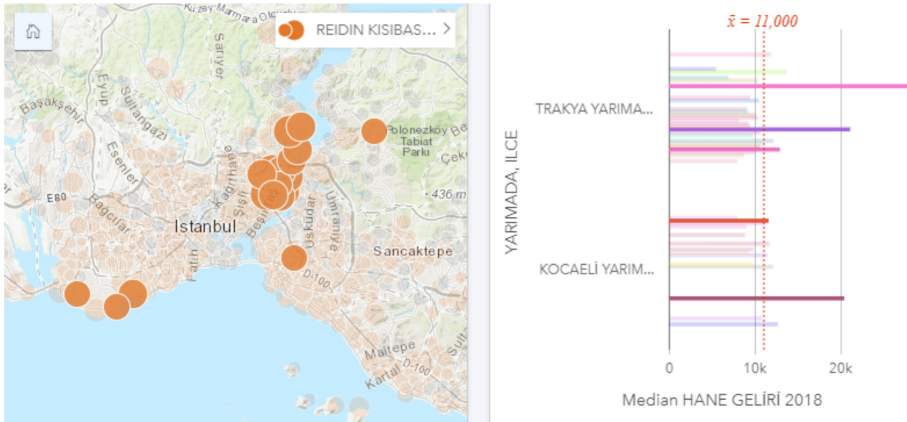 Kuzey Marmara Otoyolu
REIDIN KISIBAS...
Sarıyer
Eyüp
Sultangazi
Başakşehir
Esenler
Polonezköy
Tabiat
Parkı
Kağıthane
Şişli
Beşiktaş
E80
436 m
Bağcılar
Istanbul
Üsküdar
Ümraniye
Fatih
Sancaktepe
D-100
Maltepe
D-100
Kartal
x̄ = 11,000
YARIMADA, ILCE
TRAKYA YARIMA...
KOCAELİ YARIM...
0
10k
20k
Median HANE GELİRİ 2018